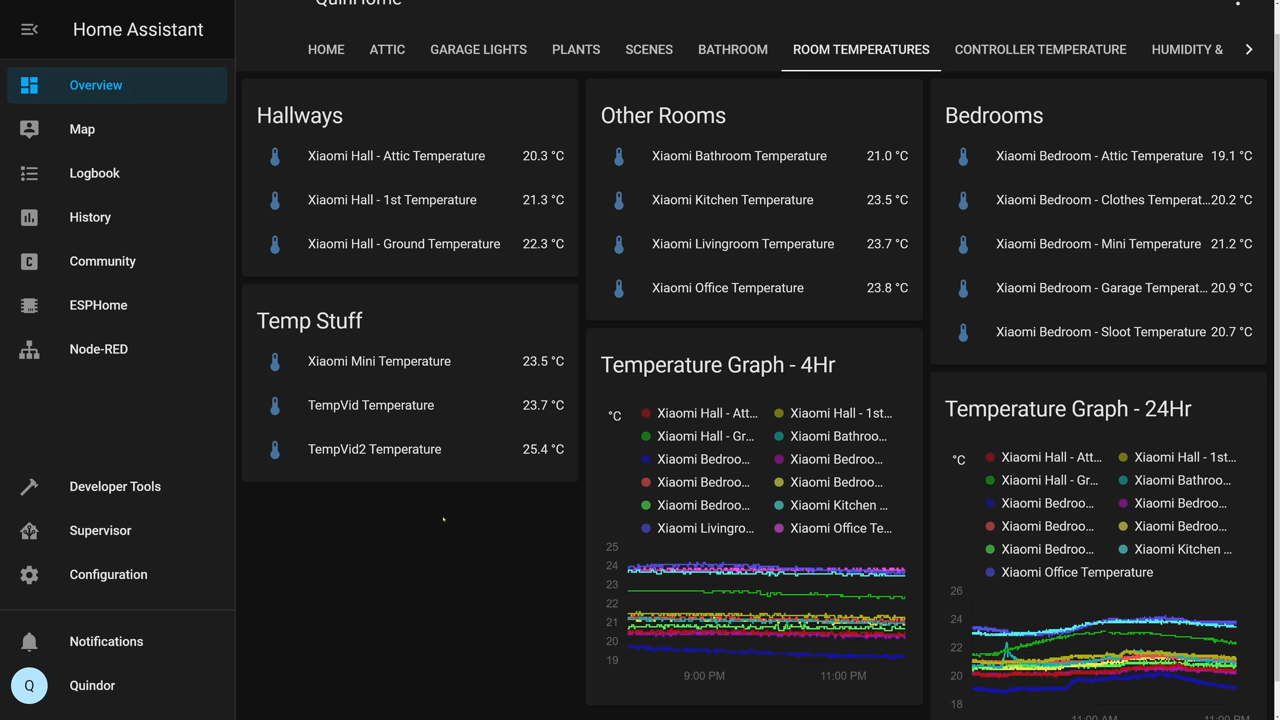 QuinHome
Home Assistant
HOME
ATTIC
GARAGE LIGHTS
PLANTS
SCENES
BATHROOM
ROOM TEMPERATURES
CONTROLLER TEMPERATURE
HUMIDITY &
Overview
Map
Logbook
History
Community
ESPHome
Node-RED
Developer Tools
Supervisor
Configuration
Notifications
Q
Quindor
Hallways
Xiaomi Hall - Attic Temperature 20.3 °C
Xiaomi Hall - 1st Temperature 21.3 °C
Xiaomi Hall - Ground Temperature 22.3 °C
Temp Stuff
Xiaomi Mini Temperature 23.5 °C
TempVid Temperature 23.7 °C
TempVid2 Temperature 25.4 °C
Other Rooms
Xiaomi Bathroom Temperature 21.0 °C
Xiaomi Kitchen Temperature 23.5 °C
Xiaomi Livingroom Temperature 23.7 °C
Xiaomi Office Temperature 23.8 °C
Temperature Graph - 4Hr
°C
Xiaomi Hall - Att... Xiaomi Hall - 1st...
Xiaomi Hall - Gr... Xiaomi Bathroo...
Xiaomi Bedroo... Xiaomi Bedroo...
Xiaomi Bedroo... Xiaomi Bedroo...
Xiaomi Bedroo... Xiaomi Kitchen ...
Xiaomi Livingro... Xiaomi Office Te...
25
24
23
22
21
20
19
9:00 PM 11:00 PM
Bedrooms
Xiaomi Bedroom - Attic Temperature 19.1 °C
Xiaomi Bedroom - Clothes Temperat... 20.2 °C
Xiaomi Bedroom - Mini Temperature 21.2 °C
Xiaomi Bedroom - Garage Temperat... 20.9 °C
Xiaomi Bedroom - Sloot Temperature 20.7 °C
Temperature Graph - 24Hr
°C
Xiaomi Hall - Att... Xiaomi Hall - 1st...
Xiaomi Hall - Gr... Xiaomi Bathroo...
Xiaomi Bedroo... Xiaomi Bedroo...
Xiaomi Bedroo... Xiaomi Bedroo...
Xiaomi Bedroo... Xiaomi Kitchen ...
Xiaomi Office Temperature
26
24
22
20
18
11:00 AM 11:00 PM